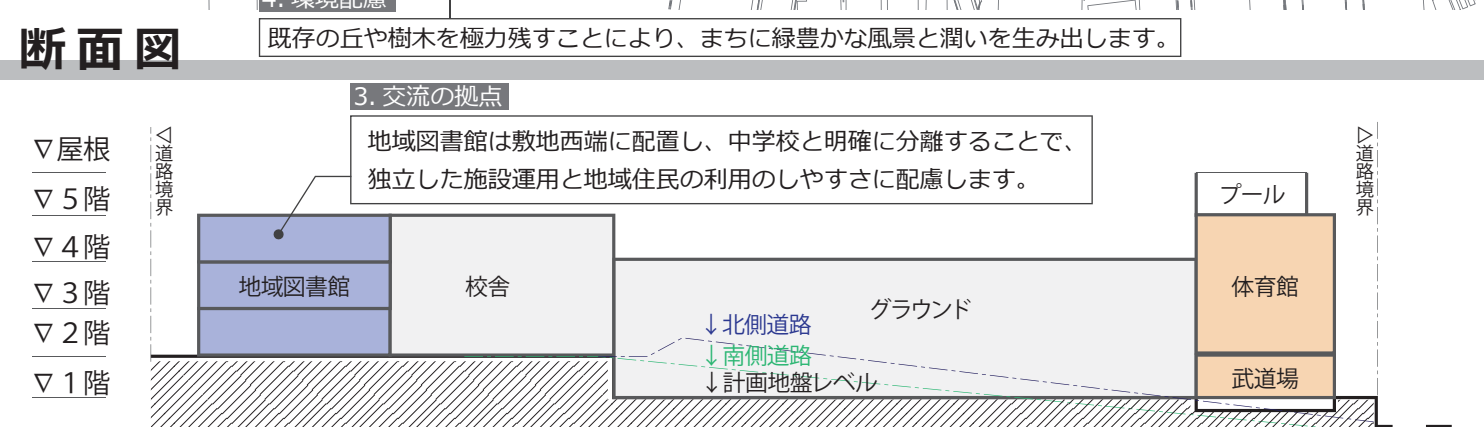 4. 環境配慮
既存の丘や樹木を極力残すことにより、まちに緑豊かな風景と潤いを生み出します。
断面図
3. 交流の拠点
地域図書館は敷地西端に配置し、中学校と明確に分離することで、
独立した施設運用と地域住民の利用のしやすさに配慮します。
▽屋根
▽5階
▽4階
▽3階
▽2階
▽1階
◁道路境界
▷道路境界
プール
地域図書館
校舎
グラウンド
体育館
武道場
↓北側道路
↓南側道路
↓計画地盤レベル